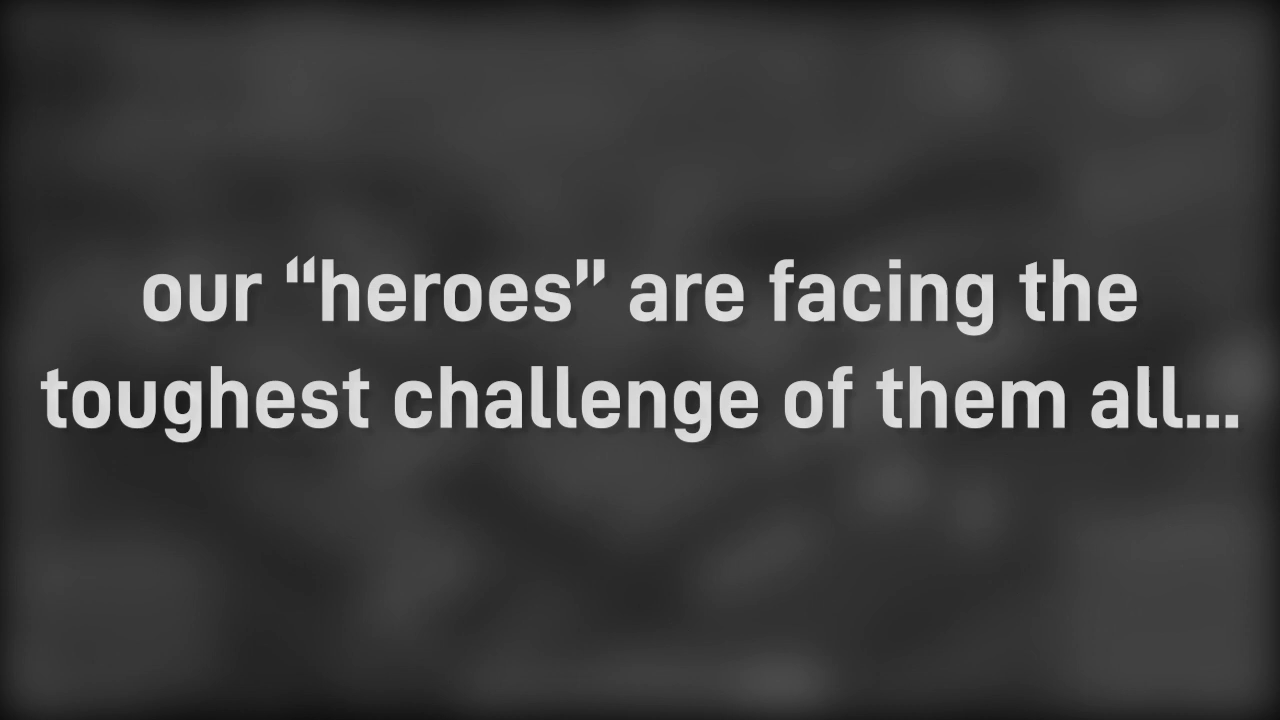 our “heroes” are facing the
toughest challenge of them all...